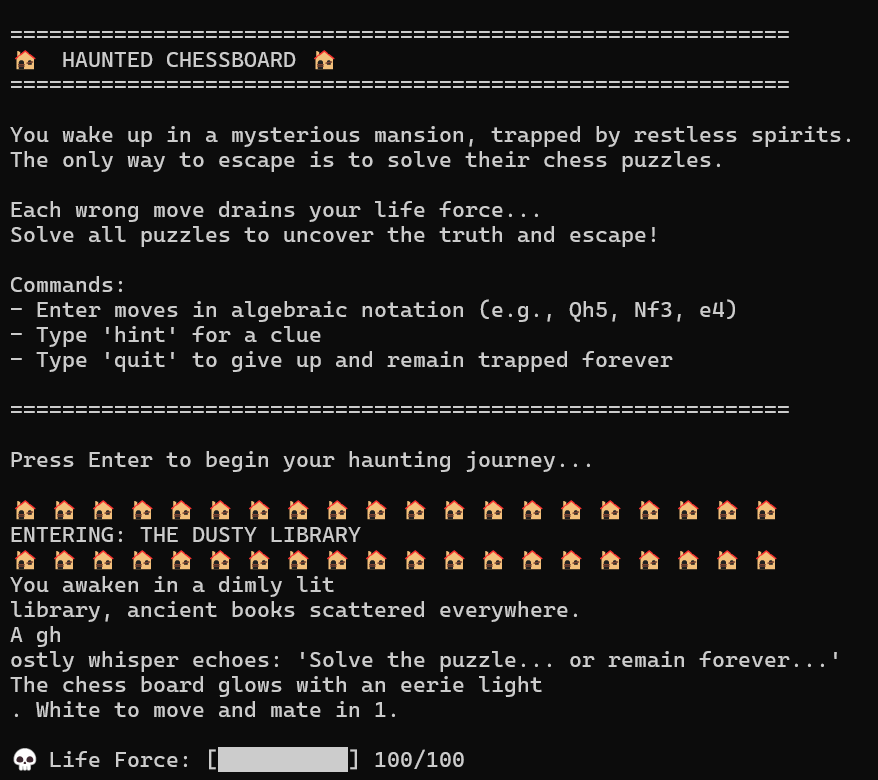 ============================================================
🏠  HAUNTED CHESSBOARD 🏠
============================================================
You wake up in a mysterious mansion, trapped by restless spirits.
The only way to escape is to solve their chess puzzles.
Each wrong move drains your life force...
Solve all puzzles to uncover the truth and escape!
Commands:
- Enter moves in algebraic notation (e.g., Qh5, Nf3, e4)
- Type 'hint' for a clue
- Type 'quit' to give up and remain trapped forever
============================================================
Press Enter to begin your haunting journey...
🏠 🏠 🏠 🏠 🏠 🏠 🏠 🏠 🏠 🏠 🏠 🏠 🏠 🏠 🏠 🏠 🏠 🏠 🏠 🏠
ENTERING: THE DUSTY LIBRARY
🏠 🏠 🏠 🏠 🏠 🏠 🏠 🏠 🏠 🏠 🏠 🏠 🏠 🏠 🏠 🏠 🏠 🏠 🏠 🏠
You awaken in a dimly lit
library, ancient books scattered everywhere.
A gh
ostly whisper echoes: 'Solve the puzzle... or remain forever...'
The chess board glows with an eerie light
. White to move and mate in 1.
💀 Life Force: [██████████] 100/100